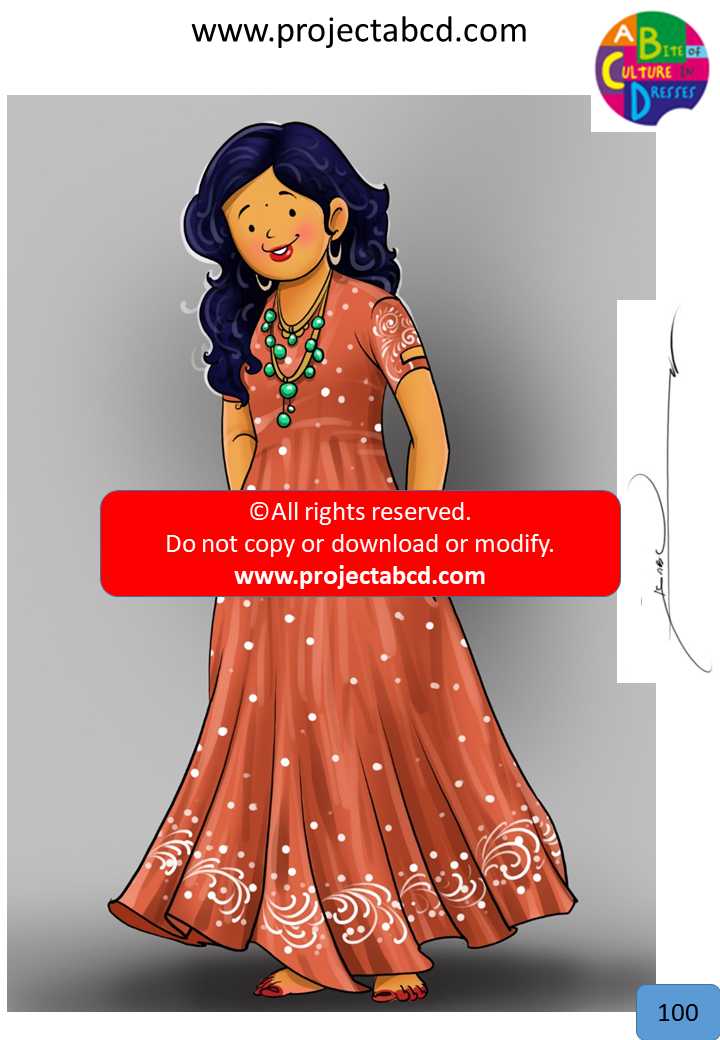 www.projectabcd.com
A BITE OF
CULTURE IN
DRESSES
©All rights reserved.
Do not copy or download or modify.
www.projectabcd.com
100